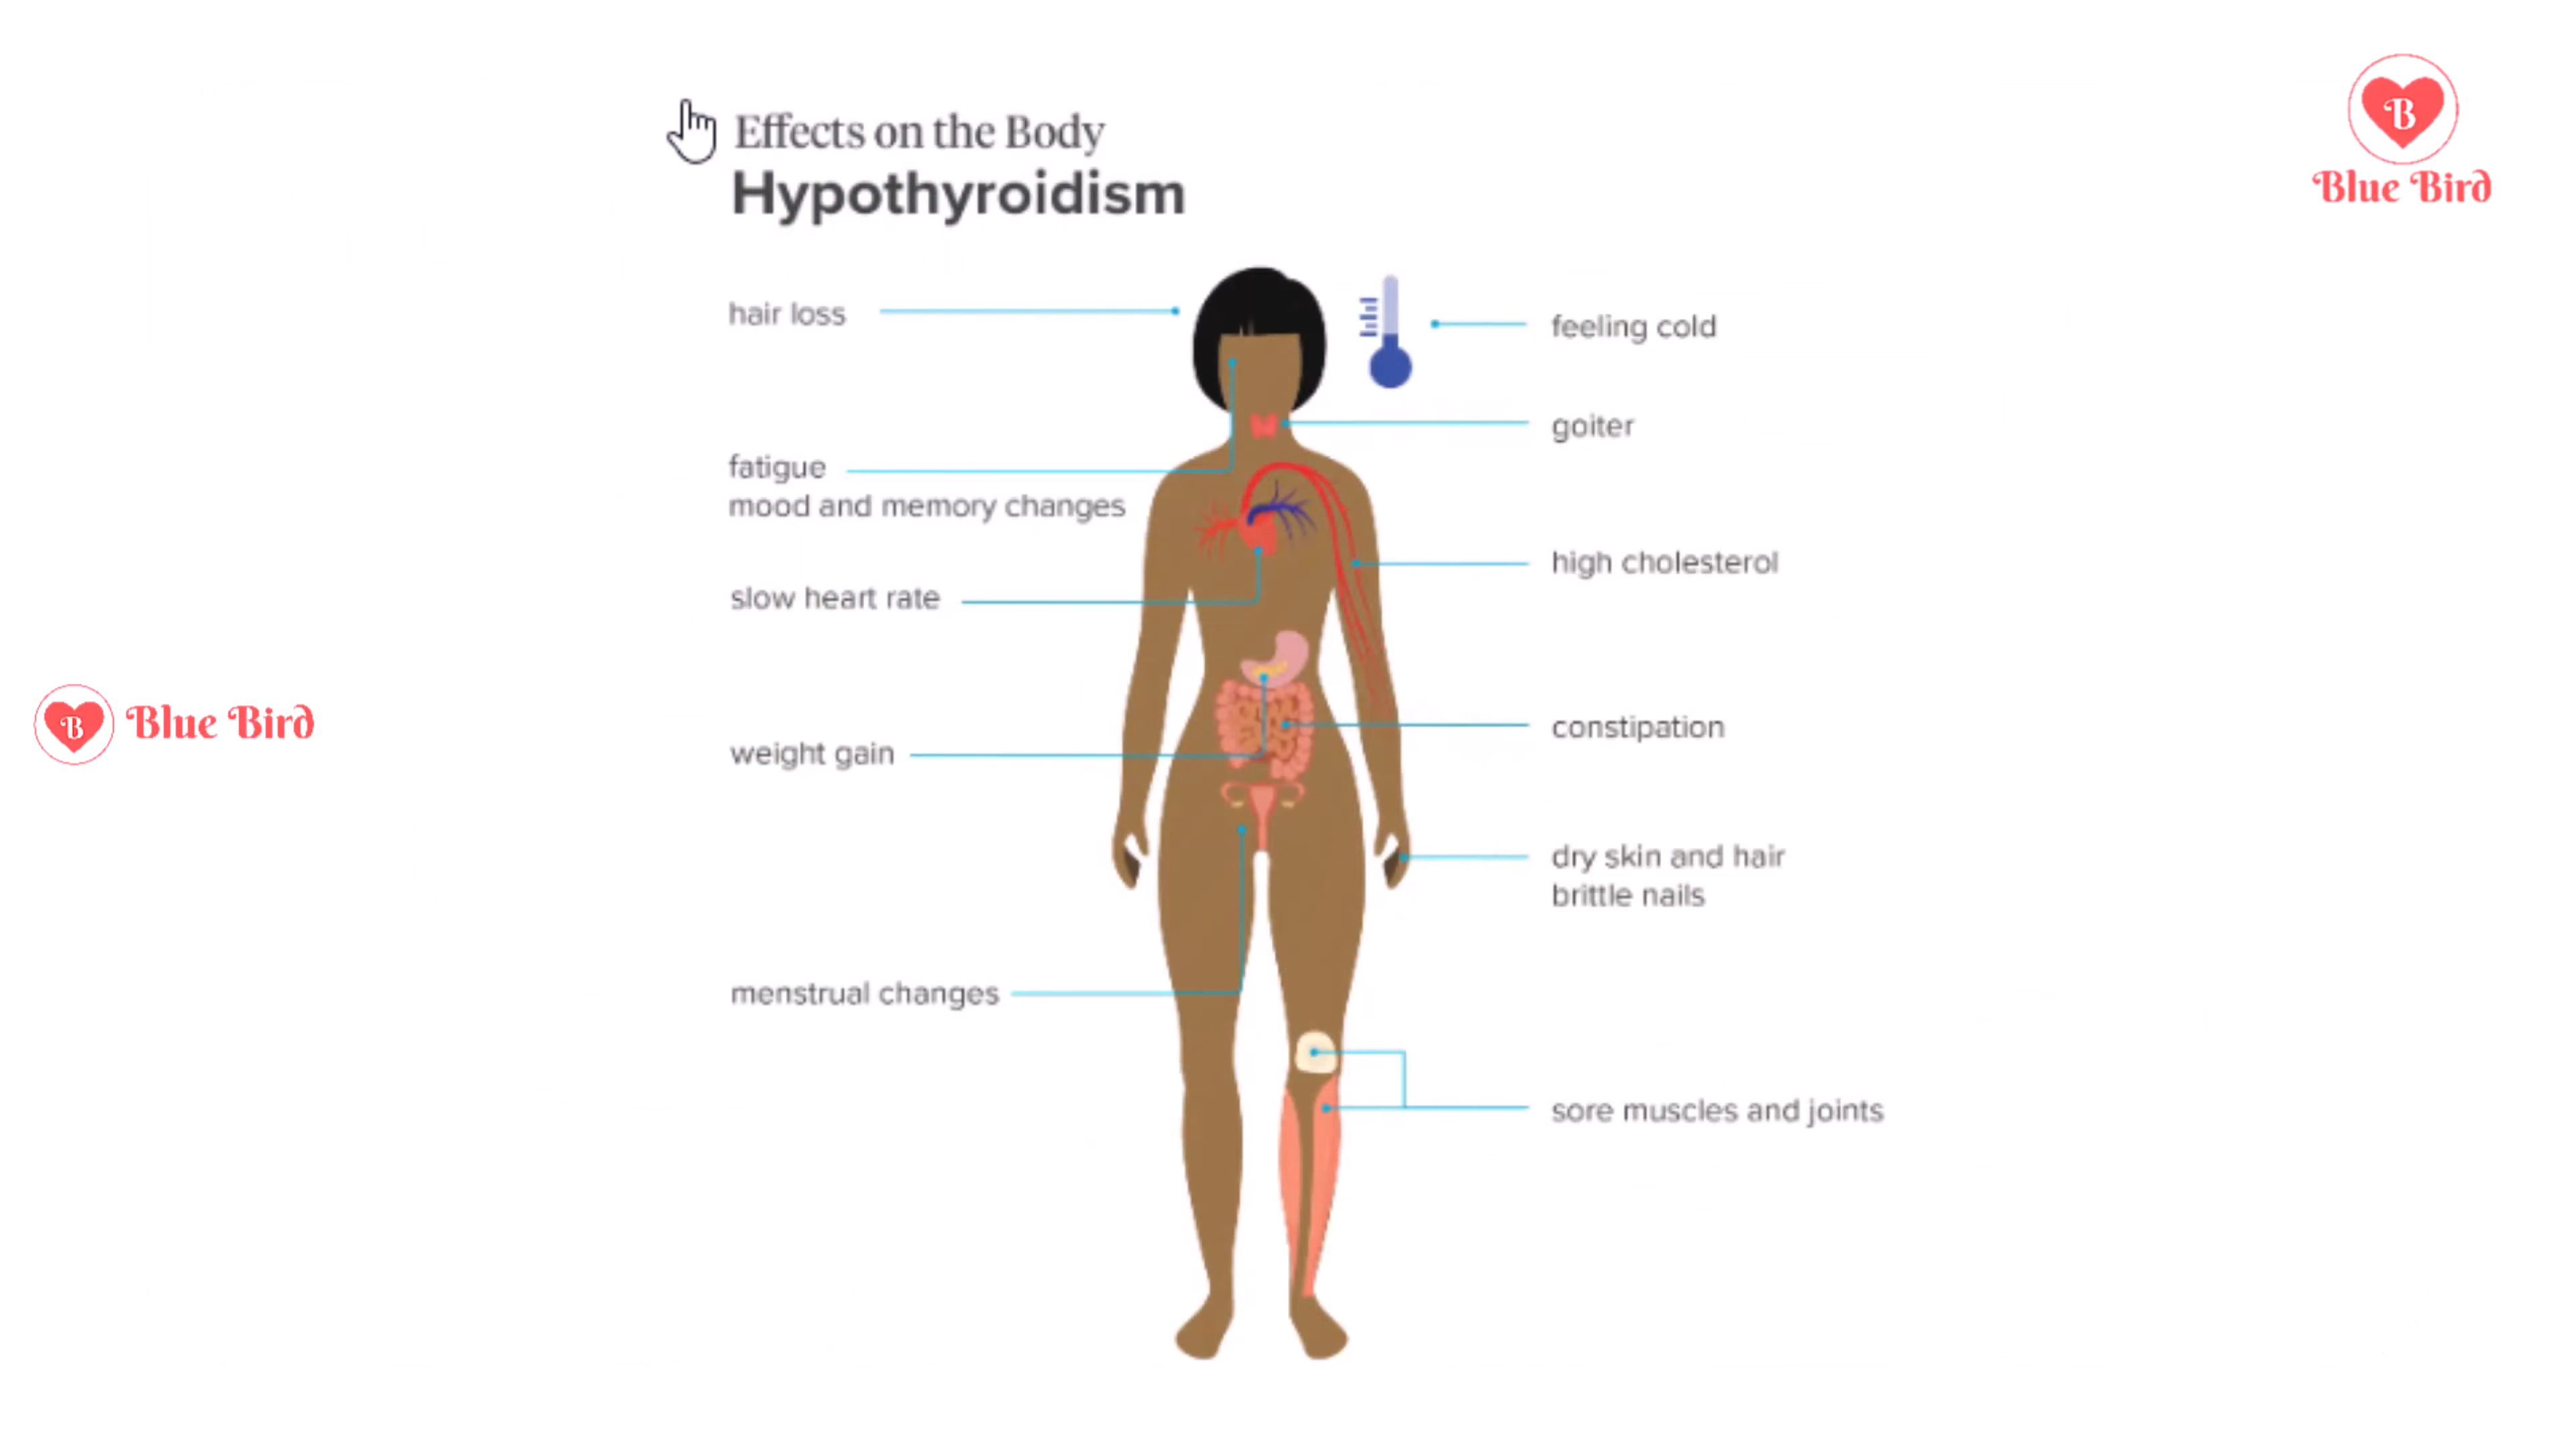 Effects on the Body
Hypothyroidism
B
Blue Bird
hair loss
feeling cold
goiter
fatigue
mood and memory changes
high cholesterol
slow heart rate
B Blue Bird
constipation
weight gain
dry skin and hair
brittle nails
menstrual changes
sore muscles and joints